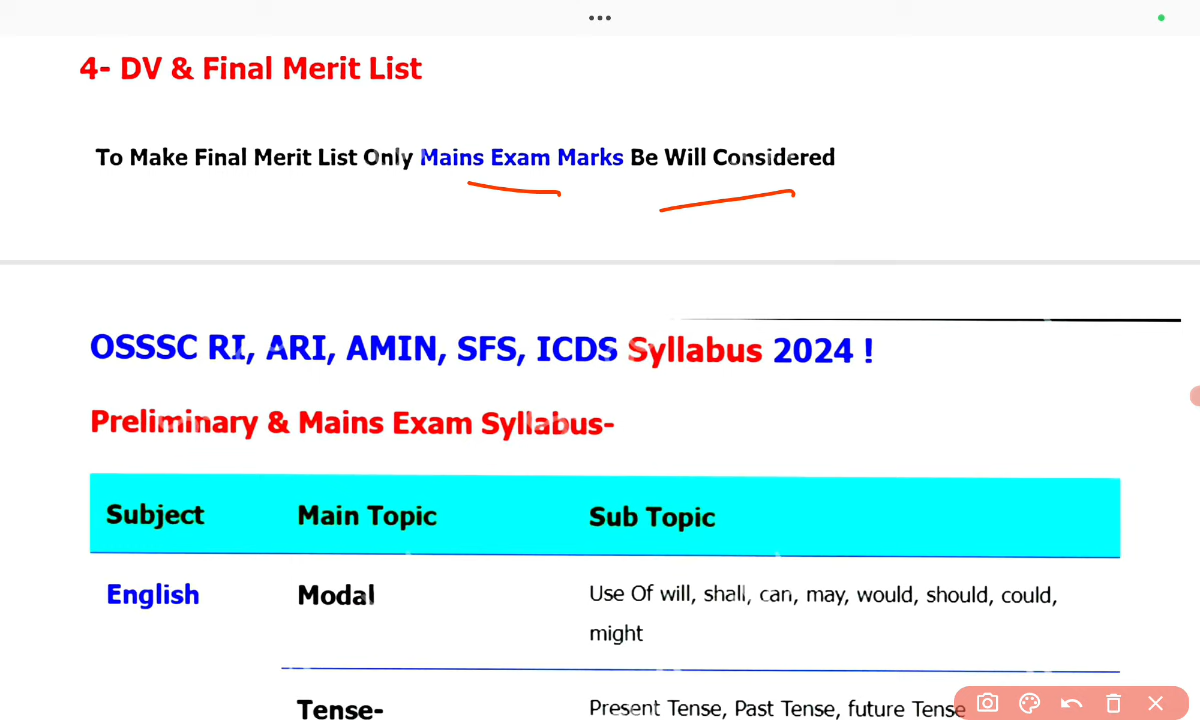 4- DV & Final Merit List
To Make Final Merit List Only Mains Exam Marks Be Will Considered
OSSSC RI, ARI, AMIN, SFS, ICDS Syllabus 2024 !
Preliminary & Mains Exam Syllabus-
Subject Main Topic Sub Topic
English Modal Use Of will, shall, can, may, would, should, could,
might
Tense- Present Tense, Past Tense, future Tense